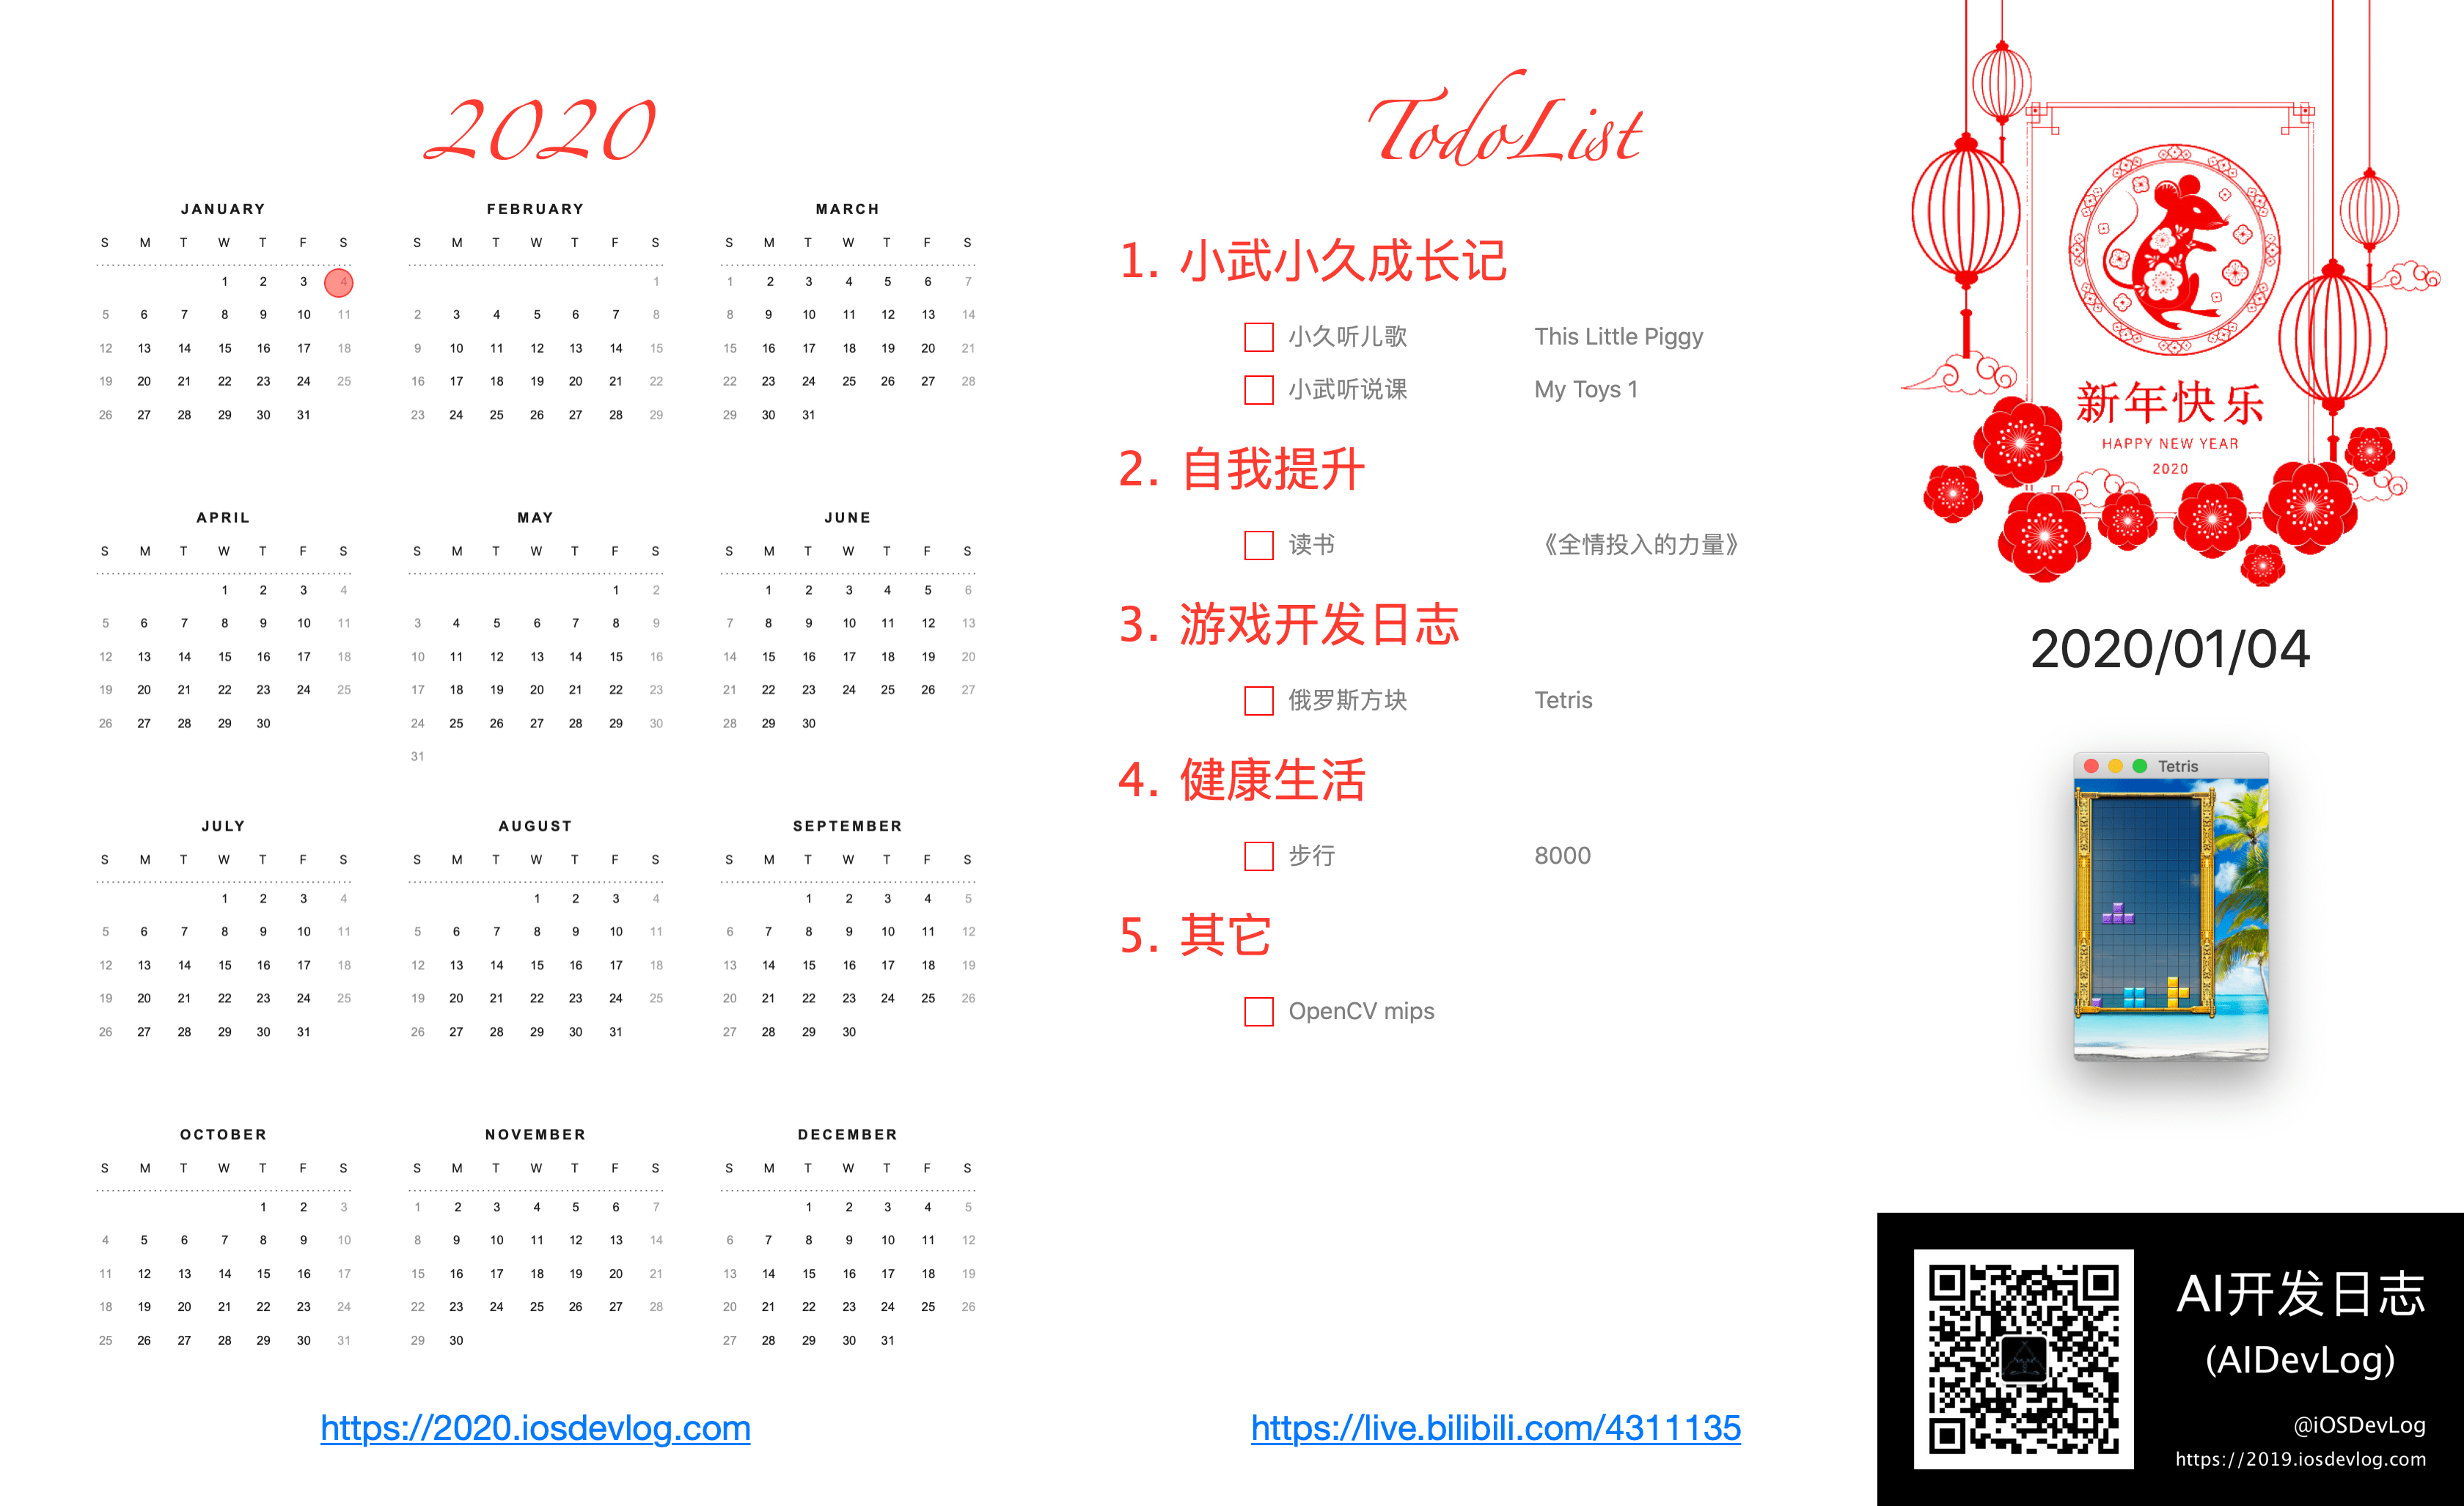 2020
JANUARY
S M T W T F S
1 2 3 4
5 6 7 8 9 10 11
12 13 14 15 16 17 18
19 20 21 22 23 24 25
26 27 28 29 30 31
FEBRUARY
S M T W T F S
1
2 3 4 5 6 7 8
9 10 11 12 13 14 15
16 17 18 19 20 21 22
23 24 25 26 27 28 29
MARCH
S M T W T F S
1 2 3 4 5 6 7
8 9 10 11 12 13 14
15 16 17 18 19 20 21
22 23 24 25 26 27 28
29 30 31
APRIL
S M T W T F S
1 2 3 4
5 6 7 8 9 10 11
12 13 14 15 16 17 18
19 20 21 22 23 24 25
26 27 28 29 30
MAY
S M T W T F S
1 2
3 4 5 6 7 8 9
10 11 12 13 14 15 16
17 18 19 20 21 22 23
24 25 26 27 28 29 30
31
JUNE
S M T W T F S
1 2 3 4 5 6
7 8 9 10 11 12 13
14 15 16 17 18 19 20
21 22 23 24 25 26 27
28 29 30
JULY
S M T W T F S
1 2 3 4
5 6 7 8 9 10 11
12 13 14 15 16 17 18
19 20 21 22 23 24 25
26 27 28 29 30 31
AUGUST
S M T W T F S
1 2 3 4
5 6 7 8 9 10 11
12 13 14 15 16 17 18
19 20 21 22 23 24 25
26 27 28 29 30 31
SEPTEMBER
S M T W T F S
1 2 3 4 5
6 7 8 9 10 11 12
13 14 15 16 17 18 19
20 21 22 23 24 25 26
27 28 29 30
OCTOBER
S M T W T F S
1 2 3
4 5 6 7 8 9 10
11 12 13 14 15 16 17
18 19 20 21 22 23 24
25 26 27 28 29 30 31
NOVEMBER
S M T W T F S
1 2 3 4 5 6 7
8 9 10 11 12 13 14
15 16 17 18 19 20 21
22 23 24 25 26 27 28
29 30
DECEMBER
S M T W T F S
1 2 3 4 5
6 7 8 9 10 11 12
13 14 15 16 17 18 19
20 21 22 23 24 25 26
27 28 29 30 31
https://2020.iosdevlog.com
TodoList
1. 小武小久成长记
小久听儿歌 This Little Piggy
小武听说课 My Toys 1
2. 自我提升
读书 《全情投入的力量》
3. 游戏开发日志
俄罗斯方块 Tetris
4. 健康生活
步行 8000
5. 其它
OpenCV mips
https://live.bilibili.com/4311135
新年快乐
HAPPY NEW YEAR
2020
2020/01/04
Tetris
AI开发日志
(AIDevLog)
@iOSDevLog
https://2019.iosdevlog.com